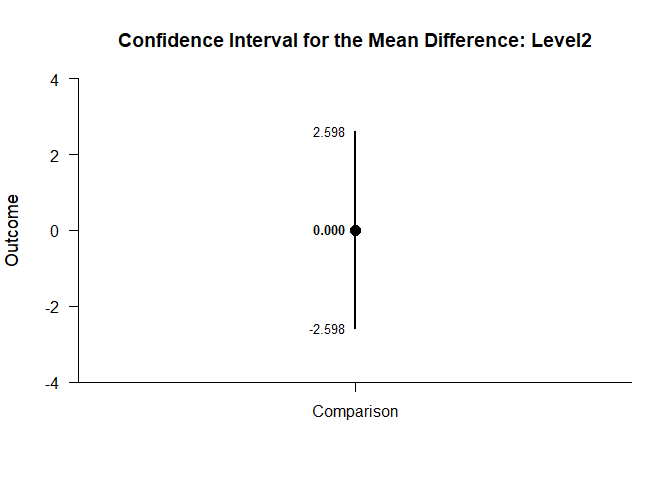 Confidence Interval for the Mean Difference: Level2
4
2.598
2
Outcome
0
0.000
-2
-2.598
-4
Comparison